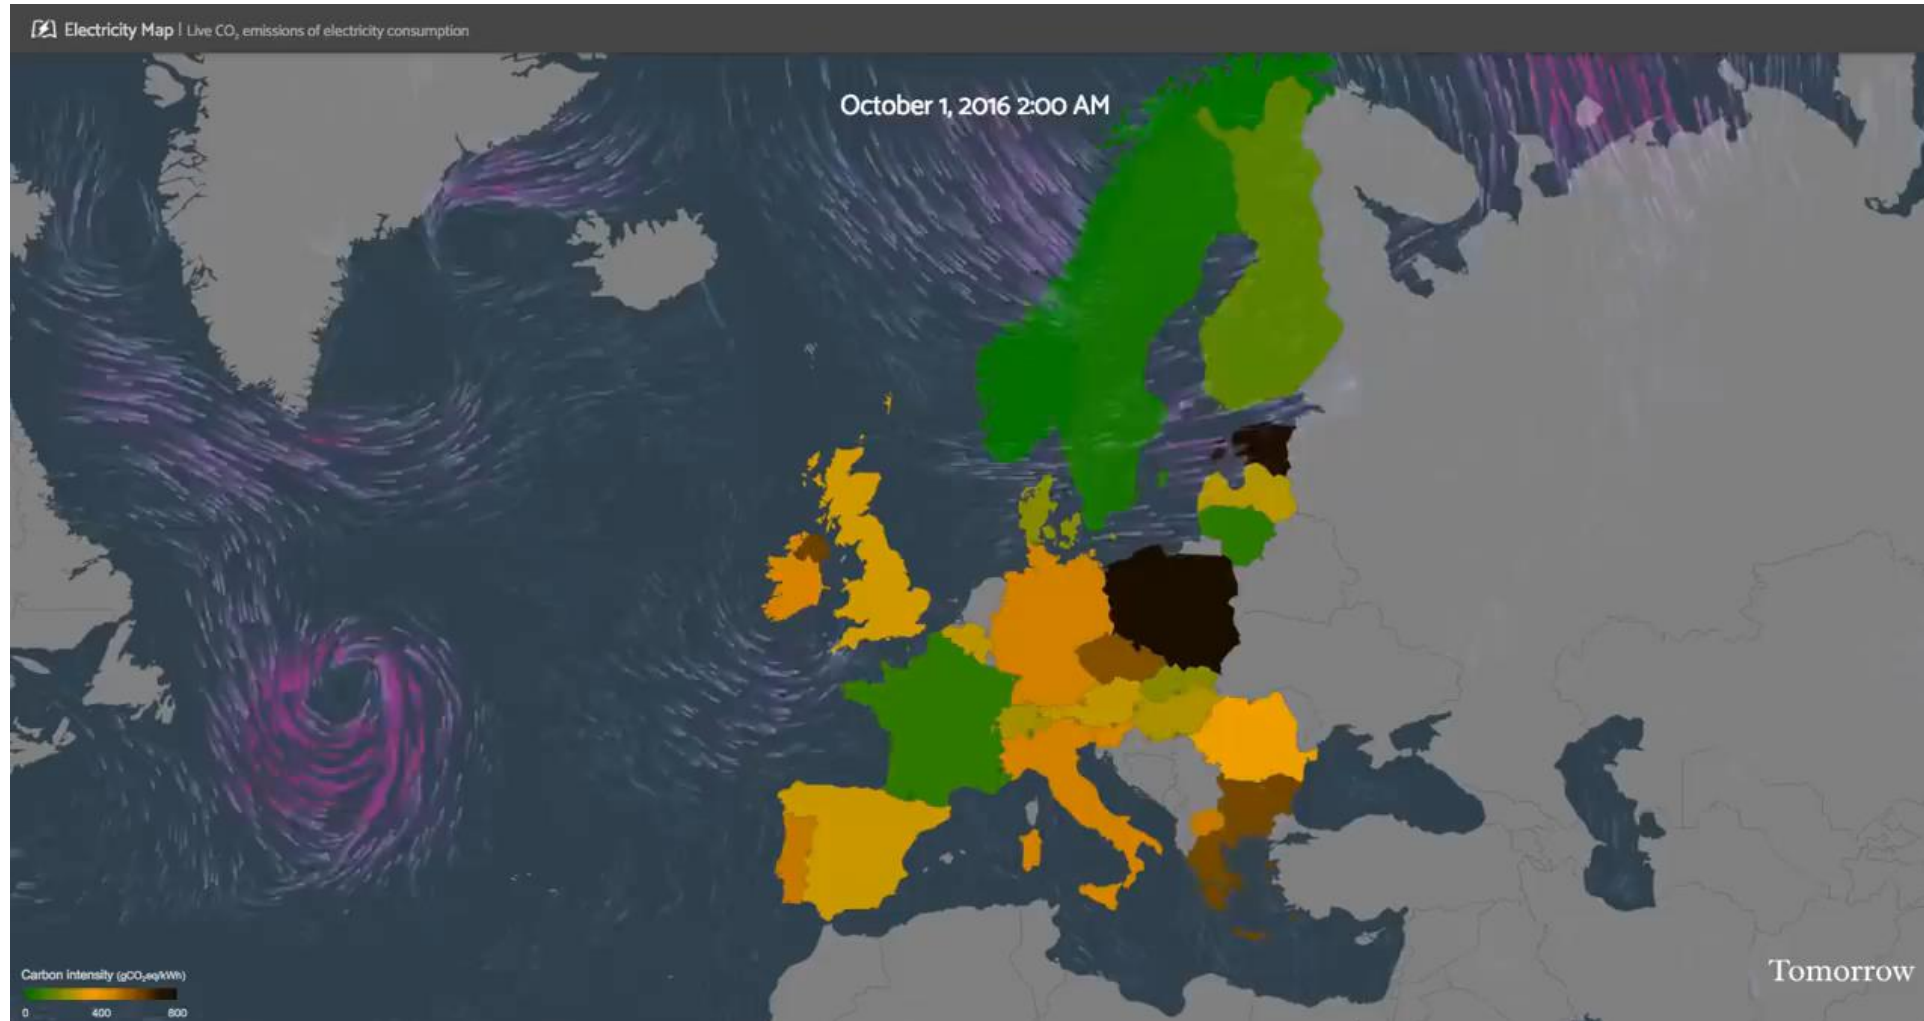 Electricity Map | Live CO₂ emissions of electricity consumption
October 1, 2016 2:00 AM
Carbon intensity (gCO₂eq/kWh)
0 400 800
Tomorrow